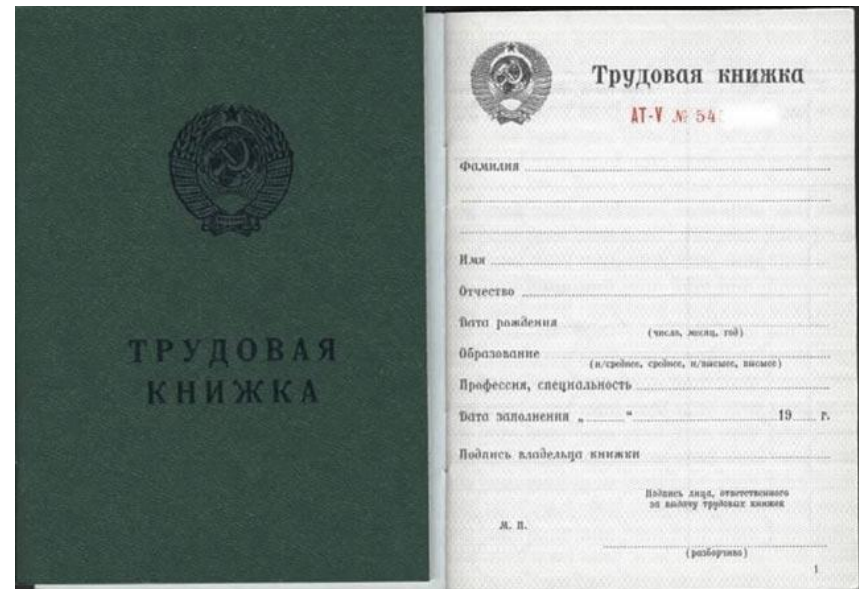 ТРУДОВАЯ
КНИЖКА
Трудовая книжка
АТ-V № 54
Фамилия
Имя
Отчество
Дата рождения
(число, месяц, год)
Образование
(н/среднее, среднее, н/высшее, высшее)
Профессия, специальность
Дата заполнения „ “ 19 г.
Подпись владельца книжки
Подпись лица, ответственного
за выдачу трудовых книжек
М. П.
(разборчиво)
1